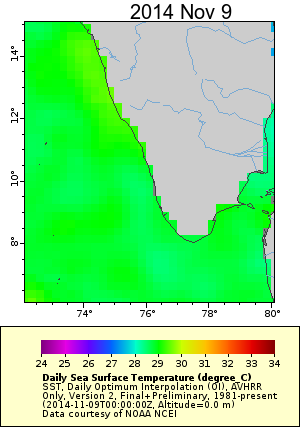 2014 Nov 9
14°
12°
10°
8°
74° 76° 78° 80°
24 25 26 27 28 29 30 31 32 33 34
Daily Sea Surface Temperature (degree_C)
SST, Daily Optimum Interpolation (OI), AVHRR
Only, Version 2, Final+Preliminary, 1981-present
(2014-11-09T00:00:00Z, Altitude=0.0 m)
Data courtesy of NOAA NCEI